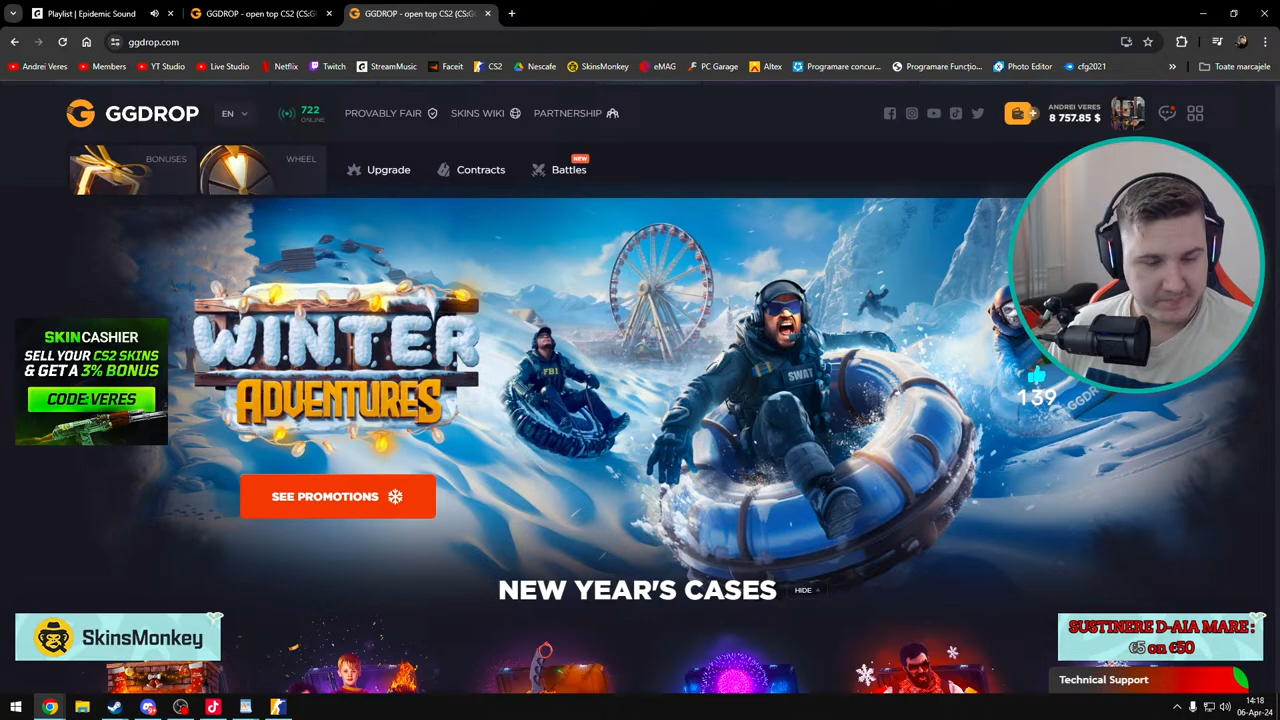 Playlist | Epidemic Sound
GGDROP - open top CS2 (CS:G
GGDROP - open top CS2 (CS:G
ggdrop.com
Andrei Veres
Members
YT Studio
Live Studio
Netflix
Twitch
StreamMusic
Faceit
CS2
Nescafe
SkinsMonkey
eMAG
PC Garage
Altex
Programare concur...
Programare Funcțio...
Photo Editor
cfg2021
Toate marcajele
GGDROP
EN
722
ONLINE
PROVABLY FAIR
SKINS WIKI
PARTNERSHIP
ANDREI VERES
8 757.85 $
BONUSES
WHEEL
Upgrade
Contracts
NEW
Battles
WINTER
ADVENTURES
FBI
SWAT
GGDROP
SKINCASHIER
SELL YOUR CS2 SKINS
& GET A 3% BONUS
CODE:VERES
139
SEE PROMOTIONS
NEW YEAR'S CASES
HIDE
SkinsMonkey
SUSTINERE D-AIA MARE :
€5 on €50
Technical Support
14:18
06-Apr-24